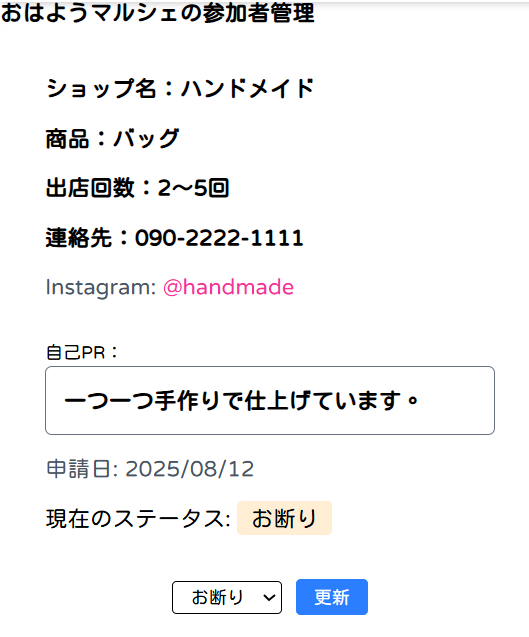 おはようマルシェの参加者管理
ショップ名：ハンドメイド
商品：バッグ
出店回数：2〜5回
連絡先：090-2222-1111
Instagram: @handmade
自己PR：
一つ一つ手作りで仕上げています。
申請日: 2025/08/12
現在のステータス: お断り
お断り 更新